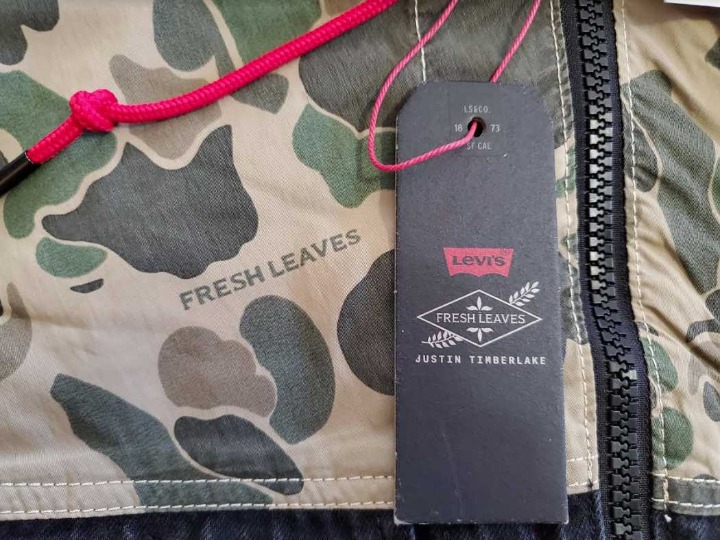 LS&CO.
18 73
SF CAL
FRESH LEAVES
LEVI'S
FRESH LEAVES
JUSTIN TIMBERLAKE